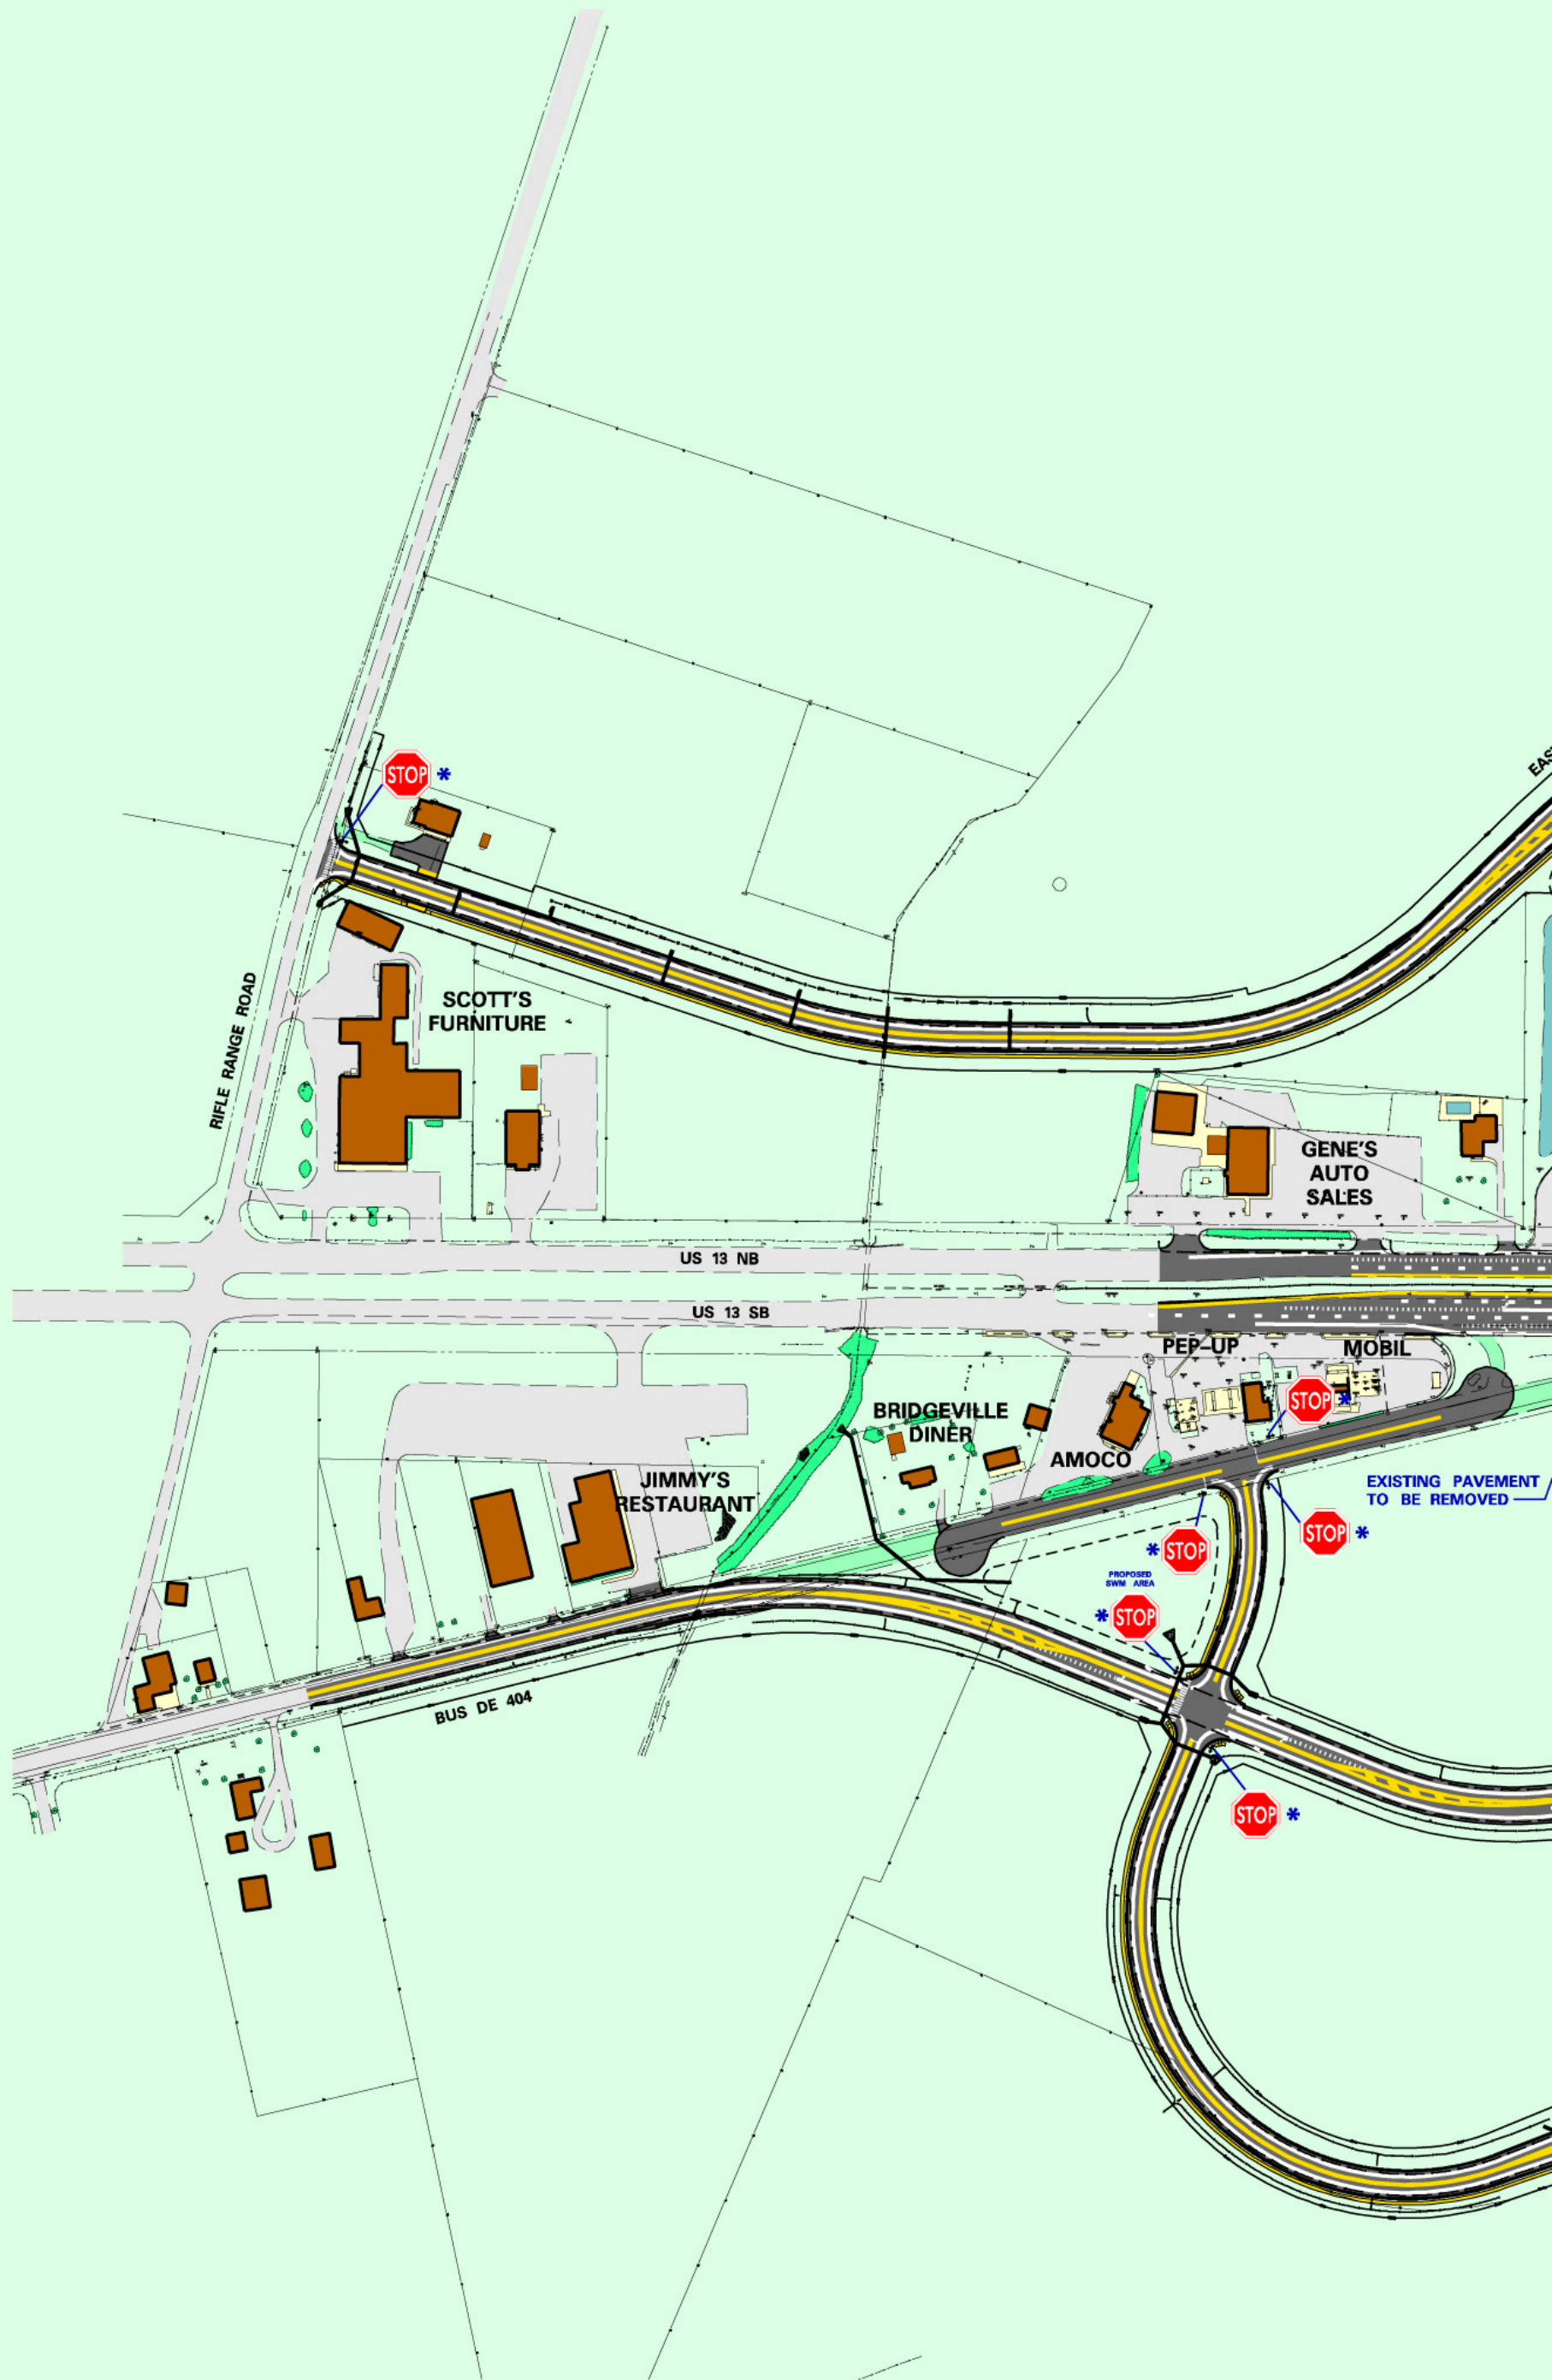 EAS
STOP *
RIFLE RANGE ROAD
SCOTT'S
FURNITURE
GENE'S
AUTO
SALES
US 13 NB
US 13 SB
PEP-UP
MOBIL
STOP *
BRIDGEVILLE
DINER
AMOCO
JIMMY'S
RESTAURANT
EXISTING PAVEMENT
TO BE REMOVED
STOP *
* STOP
PROPOSED
SWM AREA
* STOP
BUS DE 404
STOP *